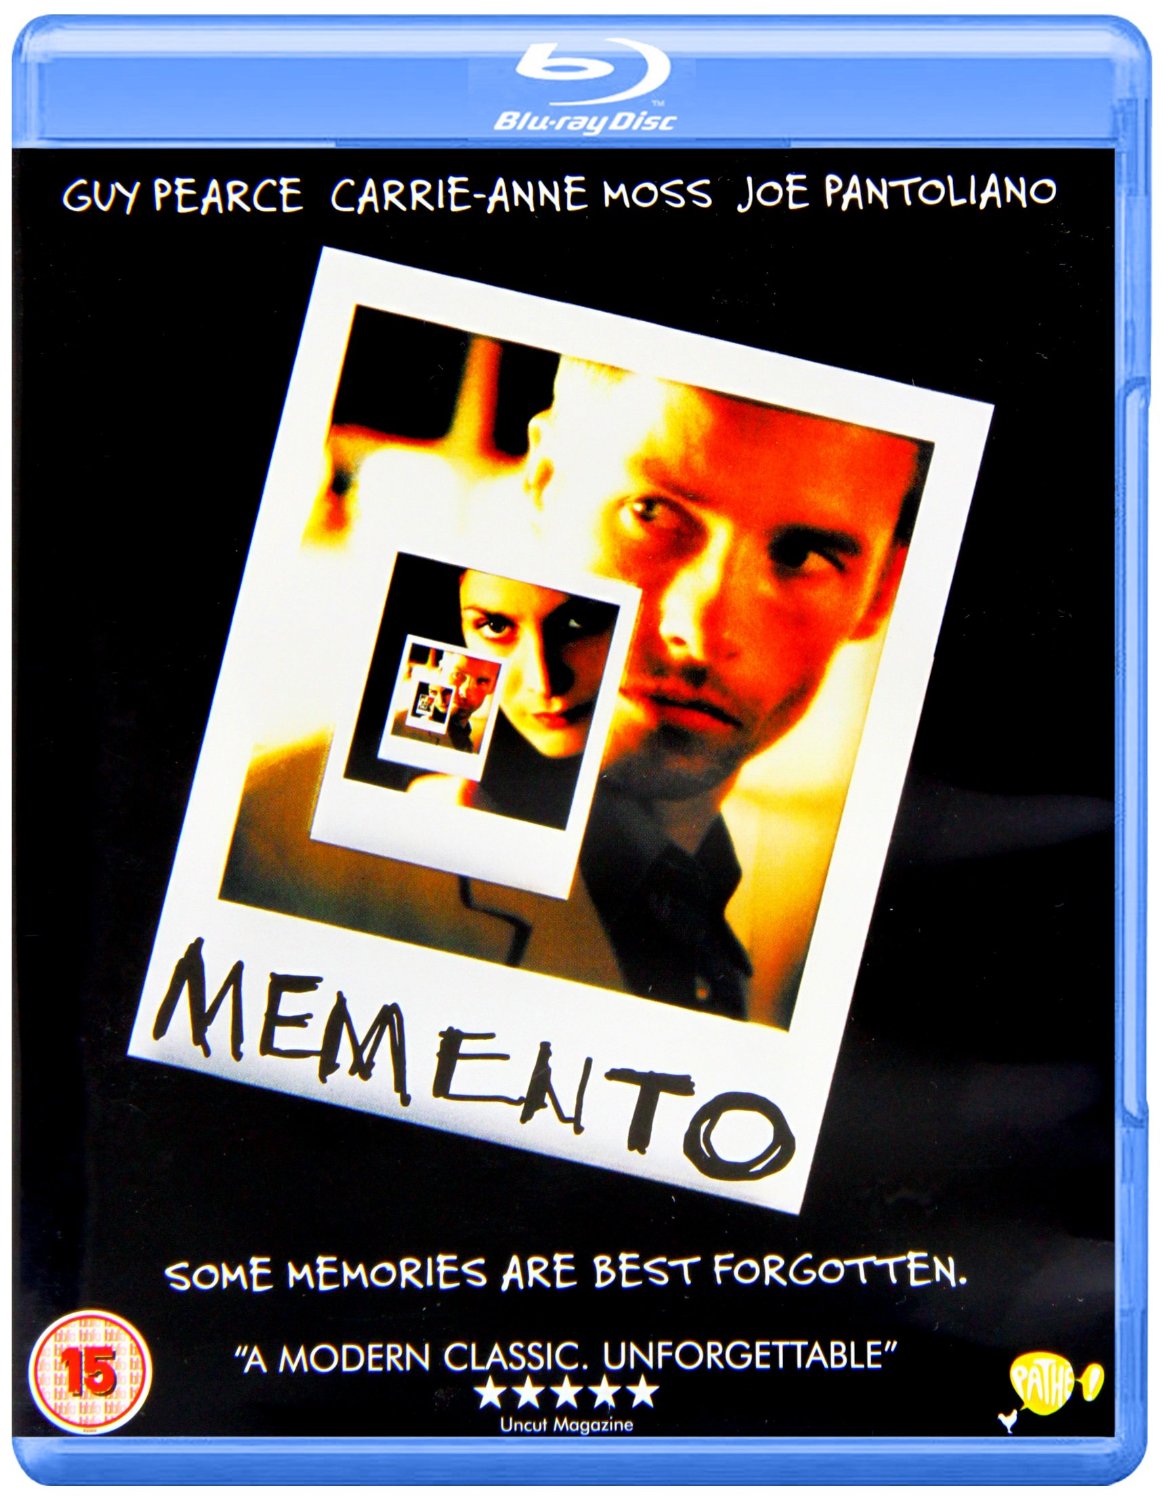 Blu-ray Disc™
GUY PEARCE CARRIE-ANNE MOSS JOE PANTOLIANO
MEMENTO
SOME MEMORIES ARE BEST FORGOTTEN.
15
"A MODERN CLASSIC. UNFORGETTABLE"
★★★★★
Uncut Magazine
PATHE!